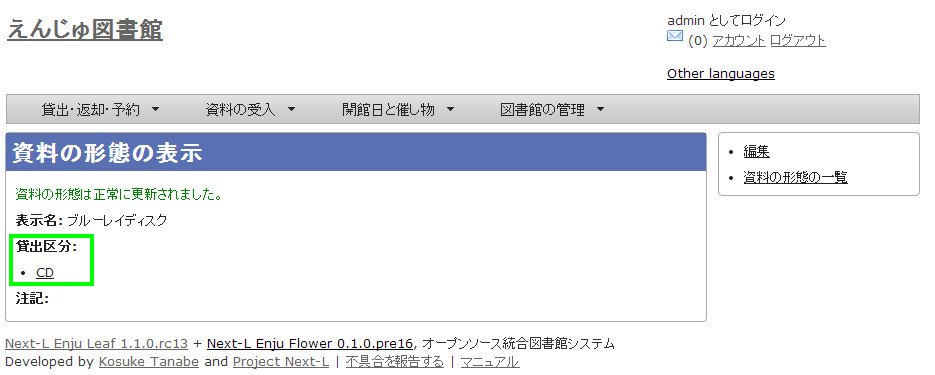 えんじゅ図書館
admin としてログイン
(0) アカウント ログアウト
Other languages
貸出・返却・予約 ▼ 資料の受入 ▼ 開館日と催し物 ▼ 図書館の管理 ▼
資料の形態の表示
資料の形態は正常に更新されました。
表示名: ブルーレイディスク
貸出区分:
• CD
注記:
• 編集
• 資料の形態の一覧
Next-L Enju Leaf 1.1.0.rc13 + Next-L Enju Flower 0.1.0.pre16, オープンソース統合図書館システム
Developed by Kosuke Tanabe and Project Next-L | 不具合を報告する | マニュアル